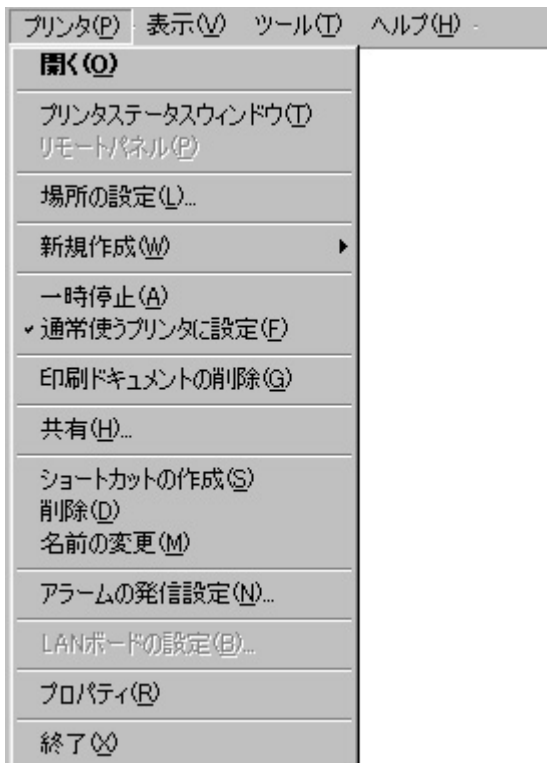 プリンタ(P) 表示(V) ツール(T) ヘルプ(H)
開く(O)
プリンタステータスウィンドウ(T)
リモートパネル(P)
場所の設定(L)...
新規作成(W)
一時停止(A)
通常使うプリンタに設定(F)
印刷ドキュメントの削除(G)
共有(H)...
ショートカットの作成(S)
削除(D)
名前の変更(M)
アラームの発信設定(N)...
LANボードの設定(B)...
プロパティ(R)
終了(X)